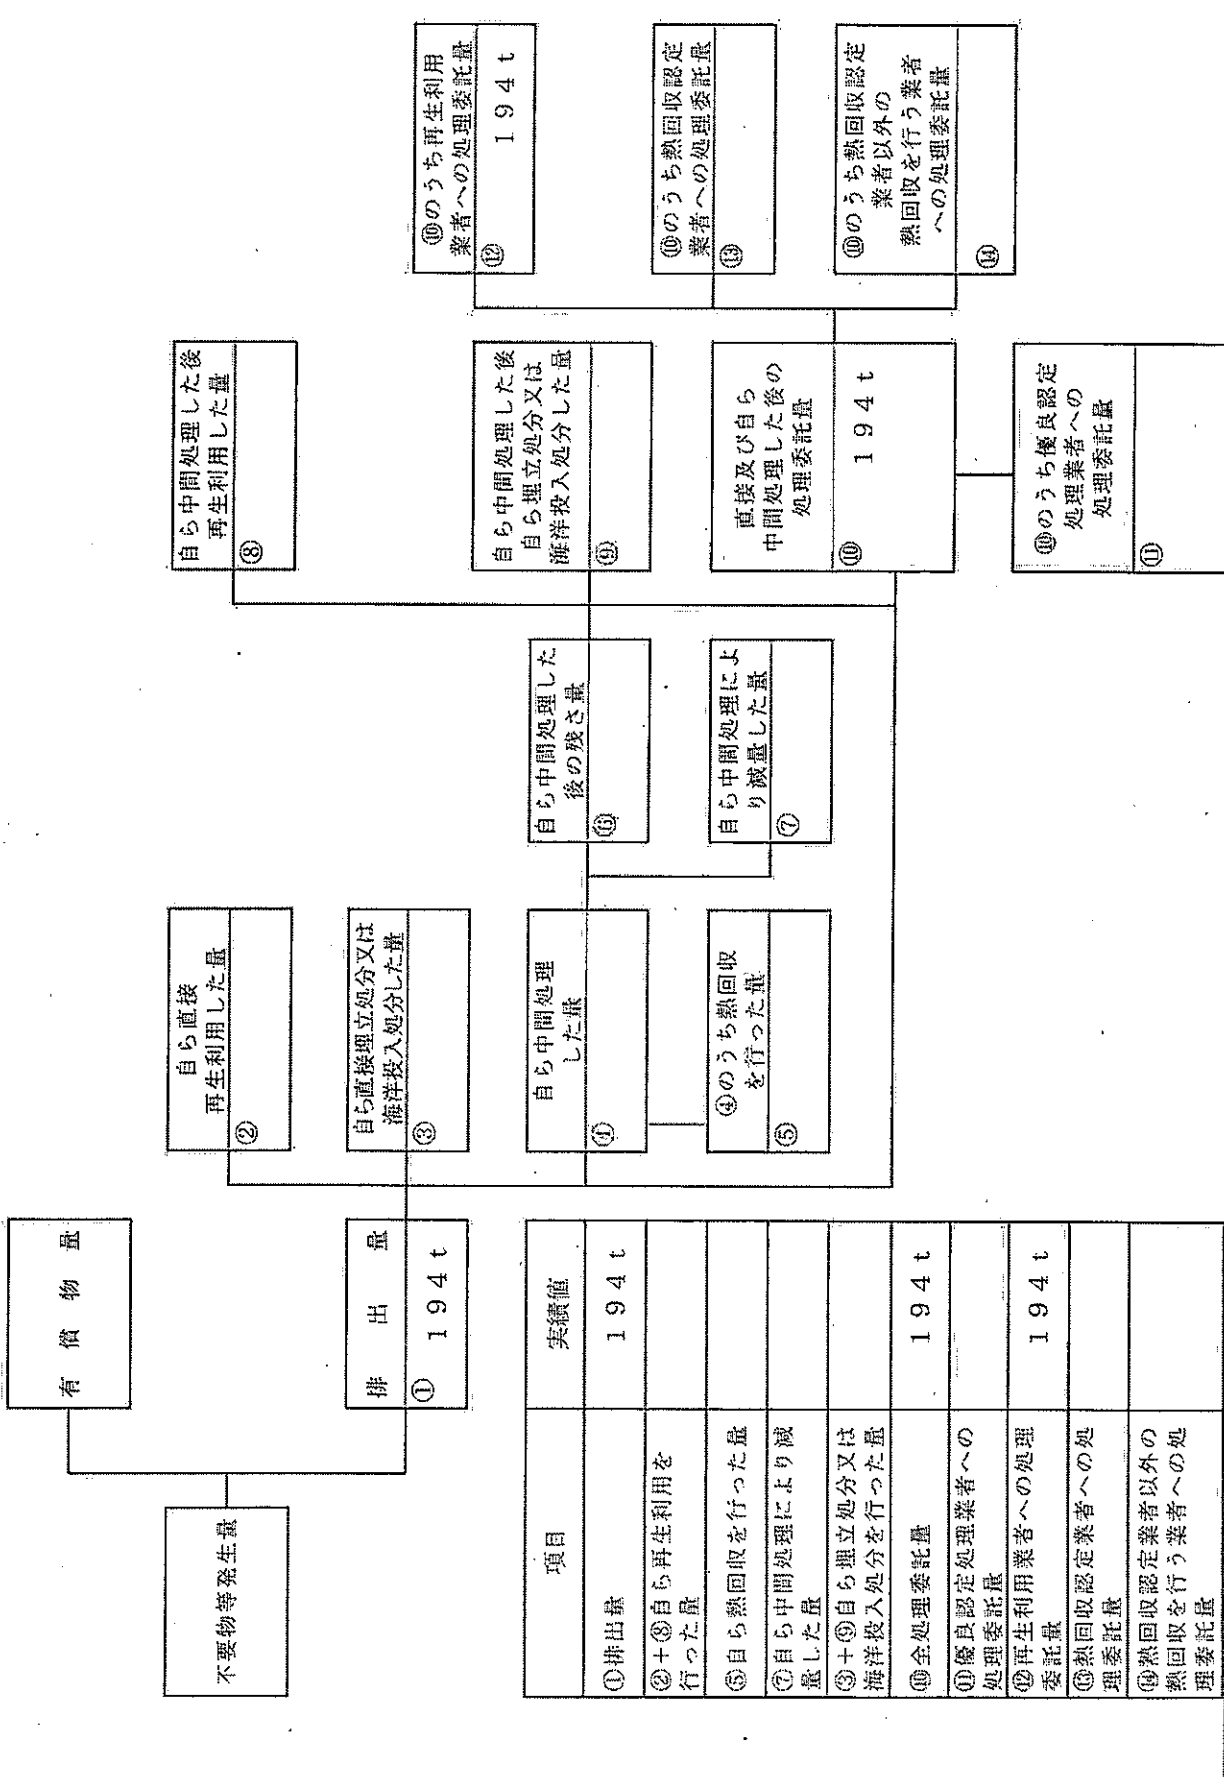 不要物等発生量
有償物量
排出量
① 194t
自ら直接
再生利用した量
②
自ら直接埋立処分又は
海洋投入処分した量
③
自ら中間処理
した量
④
④のうち熱回収
を行った量
⑤
自ら中間処理した
後の残さ量
⑥
自ら中間処理によ
り減量した量
⑦
自ら中間処理した後
再生利用した量
⑧
自ら中間処理した後
自ら埋立処分又は
海洋投入処分した量
⑨
直接及び自ら
中間処理した後の
処理委託量
⑩ 194t
⑩のうち優良認定
処理業者への
処理委託量
⑪
⑩のうち再生利用
業者への処理委託量
⑫ 194t
⑩のうち熱回収認定
業者への処理委託量
⑬
⑩のうち熱回収認定
業者以外の
熱回収を行う業者
への処理委託量
⑭
項目 実績値
①排出量 194t
②+⑧自ら再生利用を
行った量
⑤自ら熱回収を行った量
⑦自ら中間処理により減
量した量
③+⑨自ら埋立処分又は
海洋投入処分を行った量
⑩全処理委託量 194t
⑪優良認定処理業者への
処理委託量
⑫再生利用業者への処理
委託量 194t
⑬熱回収認定業者への処
理委託量
⑭熱回収認定業者以外の
熱回収を行う業者への処
理委託量